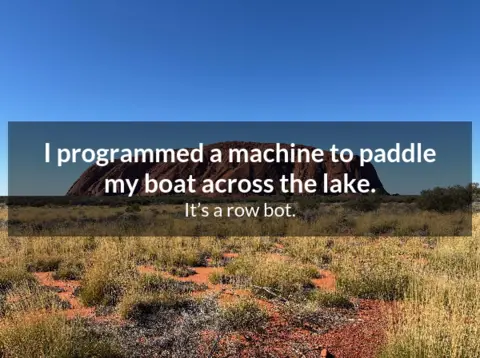 I programmed a machine to paddle
my boat across the lake.
It's a row bot.